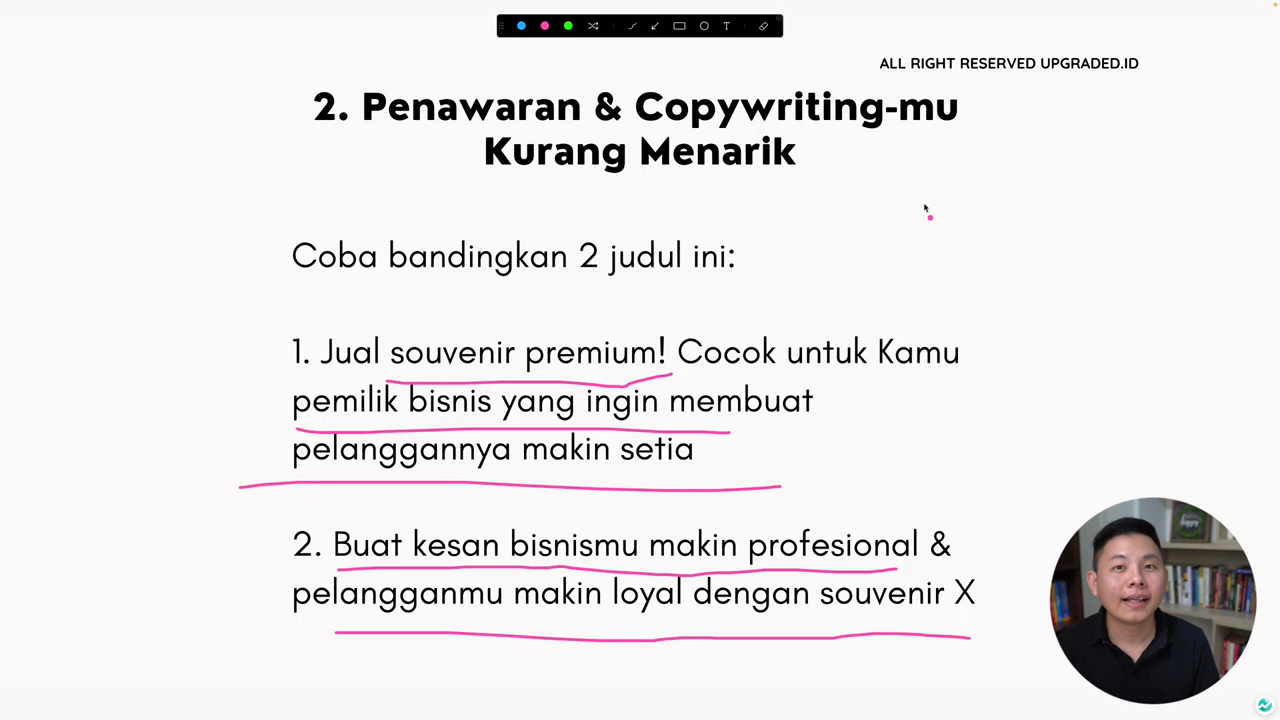 ALL RIGHT RESERVED UPGRADED.ID
2. Penawaran & Copywriting-mu
Kurang Menarik
Coba bandingkan 2 judul ini:
1. Jual souvenir premium! Cocok untuk Kamu
pemilik bisnis yang ingin membuat
pelanggannya makin setia
2. Buat kesan bisnismu makin profesional &
pelangganmu makin loyal dengan souvenir X